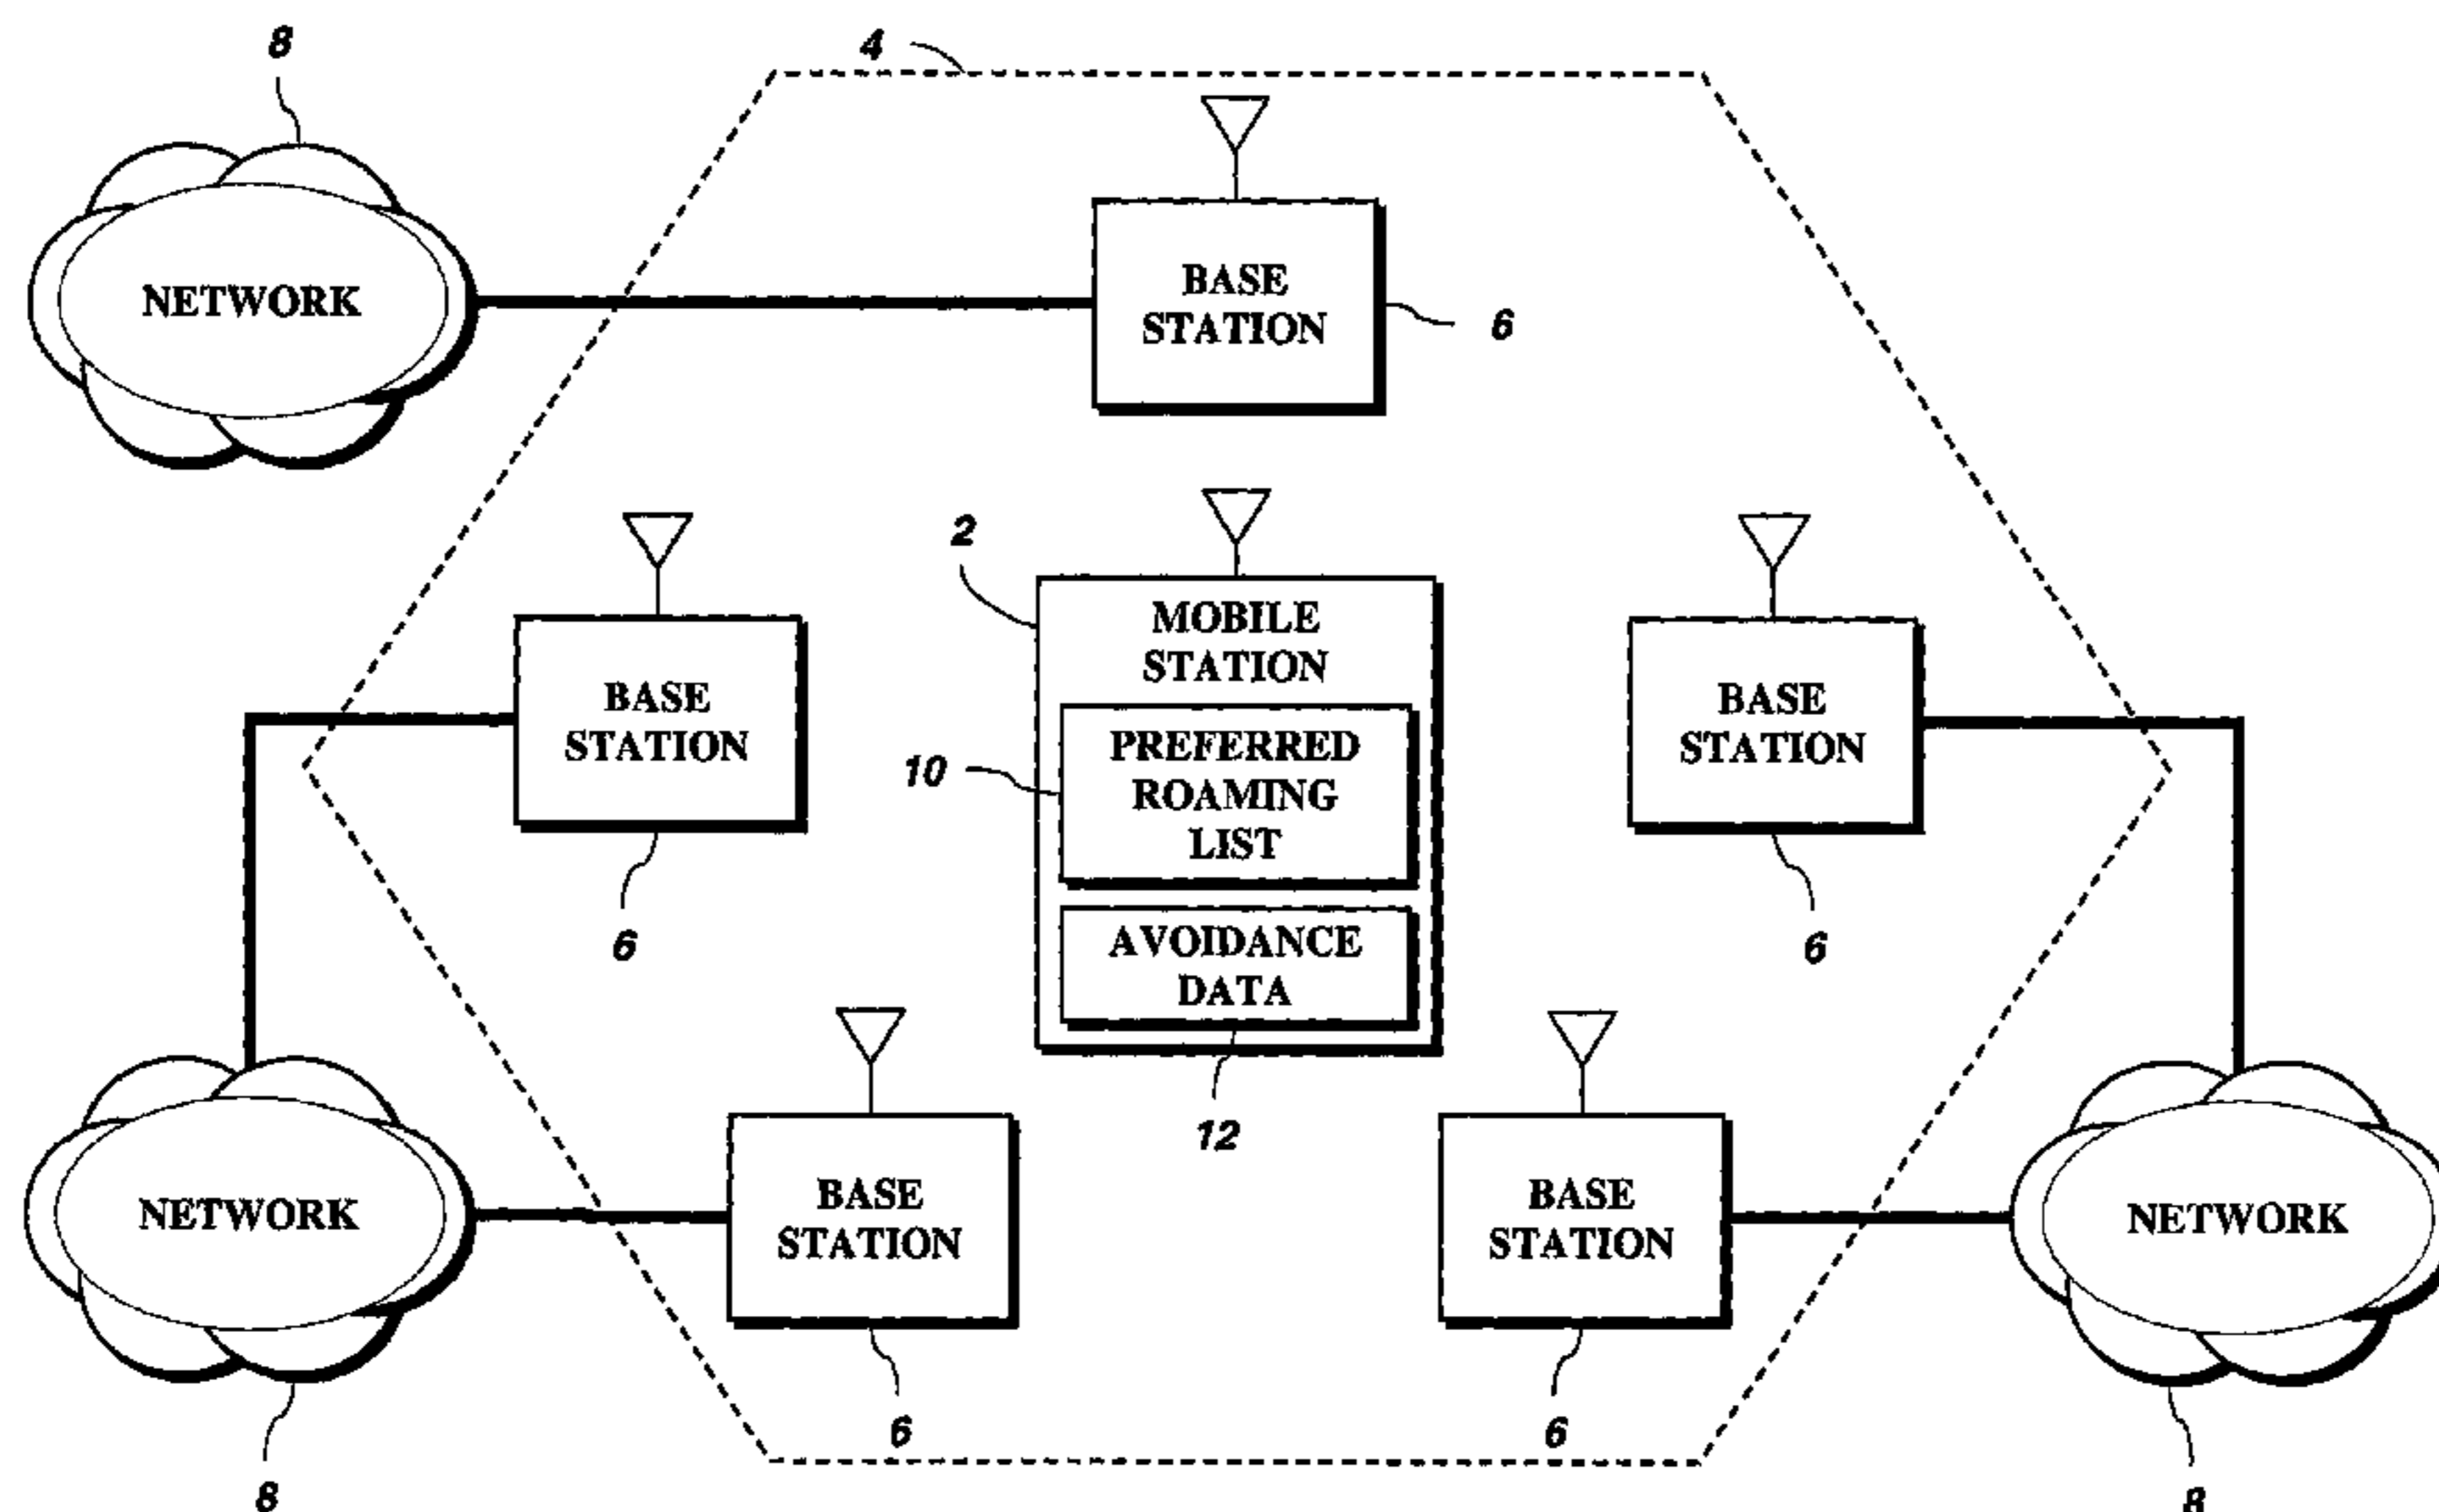 8
4
NETWORK
BASE
STATION
6
2
MOBILE
STATION
BASE
STATION
6
BASE
STATION
6
10
PREFERRED
ROAMING
LIST
AVOIDANCE
DATA
12
NETWORK
8
BASE
STATION
6
BASE
STATION
6
NETWORK
8